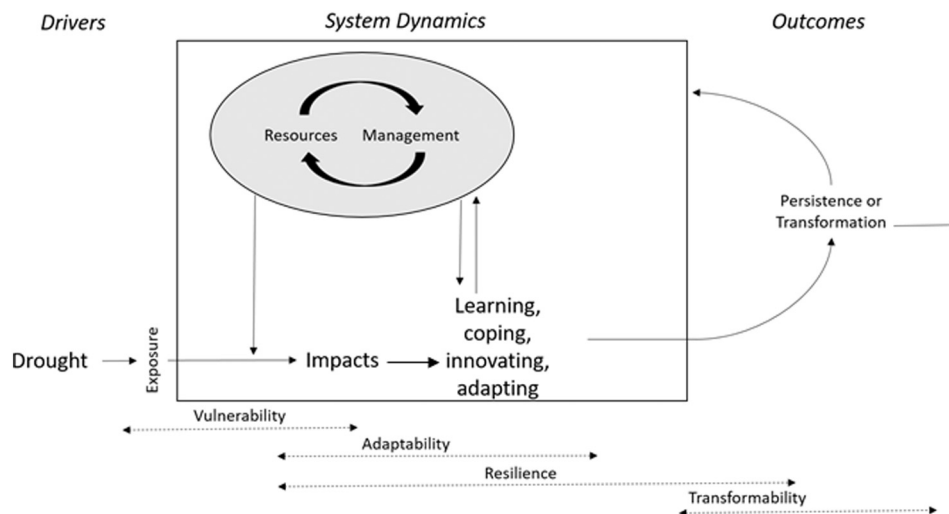 Drivers
System Dynamics
Outcomes
Resources
Management
Persistence or
Transformation
Learning,
coping,
innovating,
adapting
Drought
Exposure
Impacts
Vulnerability
Adaptability
Resilience
Transformability